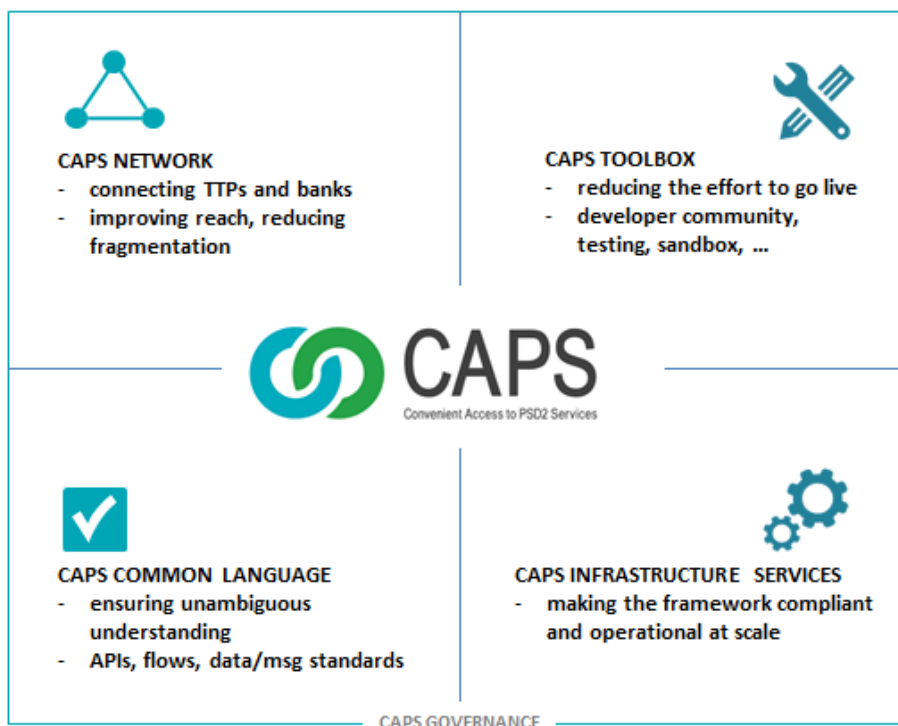 CAPS NETWORK
- connecting TTPs and banks
- improving reach, reducing
fragmentation
CAPS TOOLBOX
- reducing the effort to go live
- developer community,
testing, sandbox, ...
CAPS
Convenient Access to PSD2 Services
CAPS COMMON LANGUAGE
- ensuring unambiguous
understanding
- APIs, flows, data/msg standards
CAPS INFRASTRUCTURE SERVICES
- making the framework compliant
and operational at scale
CAPS GOVERNANCE